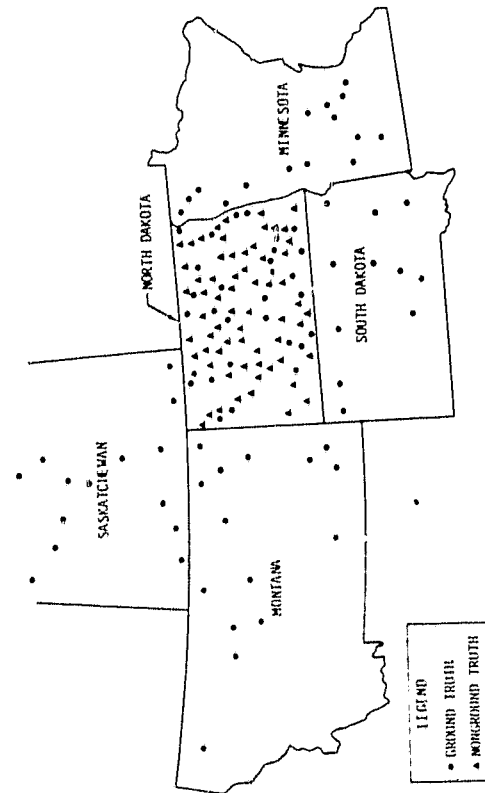 SASKATCHEWAN
NORTH DAKOTA
MONTANA
MINNESOTA
SOUTH DAKOTA
LEGEND
● GROUND TRUTH
▲ NONGROUND TRUTH